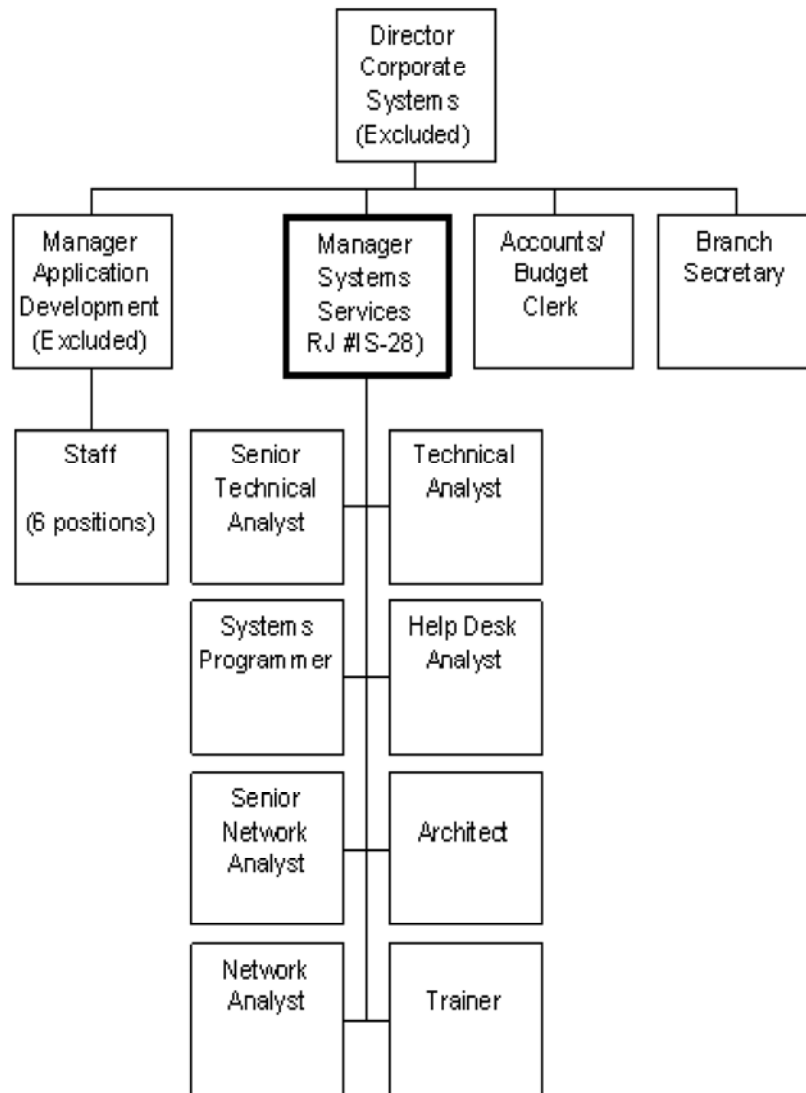 Director
Corporate
Systems
(Excluded)
Manager
Application
Development
(Excluded)
Manager
Systems
Services
RJ #IS-28)
Accounts/
Budget
Clerk
Branch
Secretary
Staff
(6 positions)
Senior
Technical
Analyst
Technical
Analyst
Systems
Programmer
Help Desk
Analyst
Senior
Network
Analyst
Architect
Network
Analyst
Trainer